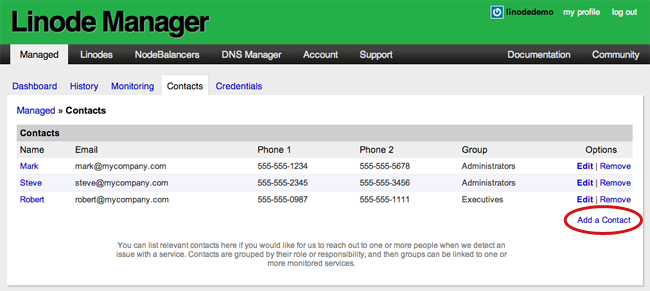 Linode Manager
linodedemo my profile log out
Managed Linodes NodeBalancers DNS Manager Account Support Documentation Community
Dashboard History Monitoring Contacts Credentials
Managed » Contacts
Contacts
Name Email Phone 1 Phone 2 Group Options
Mark mark@mycompany.com 555-555-1234 555-555-5678 Administrators Edit | Remove
Steve steve@mycompany.com 555-555-2345 555-555-3456 Administrators Edit | Remove
Robert robert@mycompany.com 555-555-0987 555-555-1111 Executives Edit | Remove
Add a Contact
You can list relevant contacts here if you would like for us to reach out to one or more people when we detect an
issue with a service. Contacts are grouped by their role or responsibility, and then groups can be linked to one or
more monitored services.